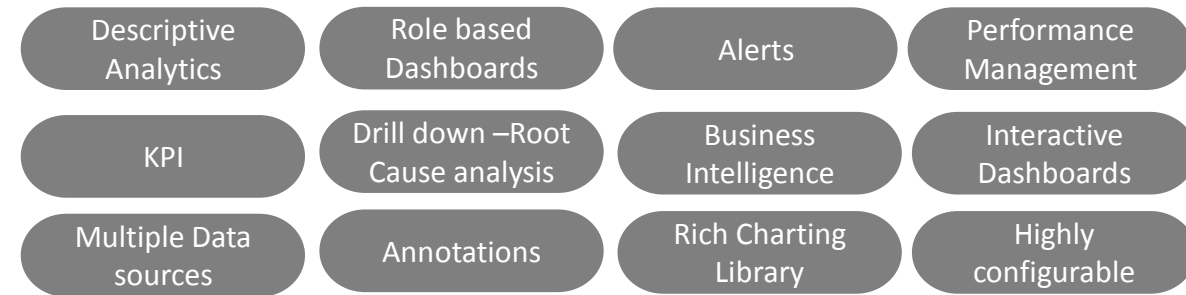 Descriptive
Analytics
Role based
Dashboards
Alerts
Performance
Management
KPI
Drill down –Root
Cause analysis
Business
Intelligence
Interactive
Dashboards
Multiple Data
sources
Annotations
Rich Charting
Library
Highly
configurable